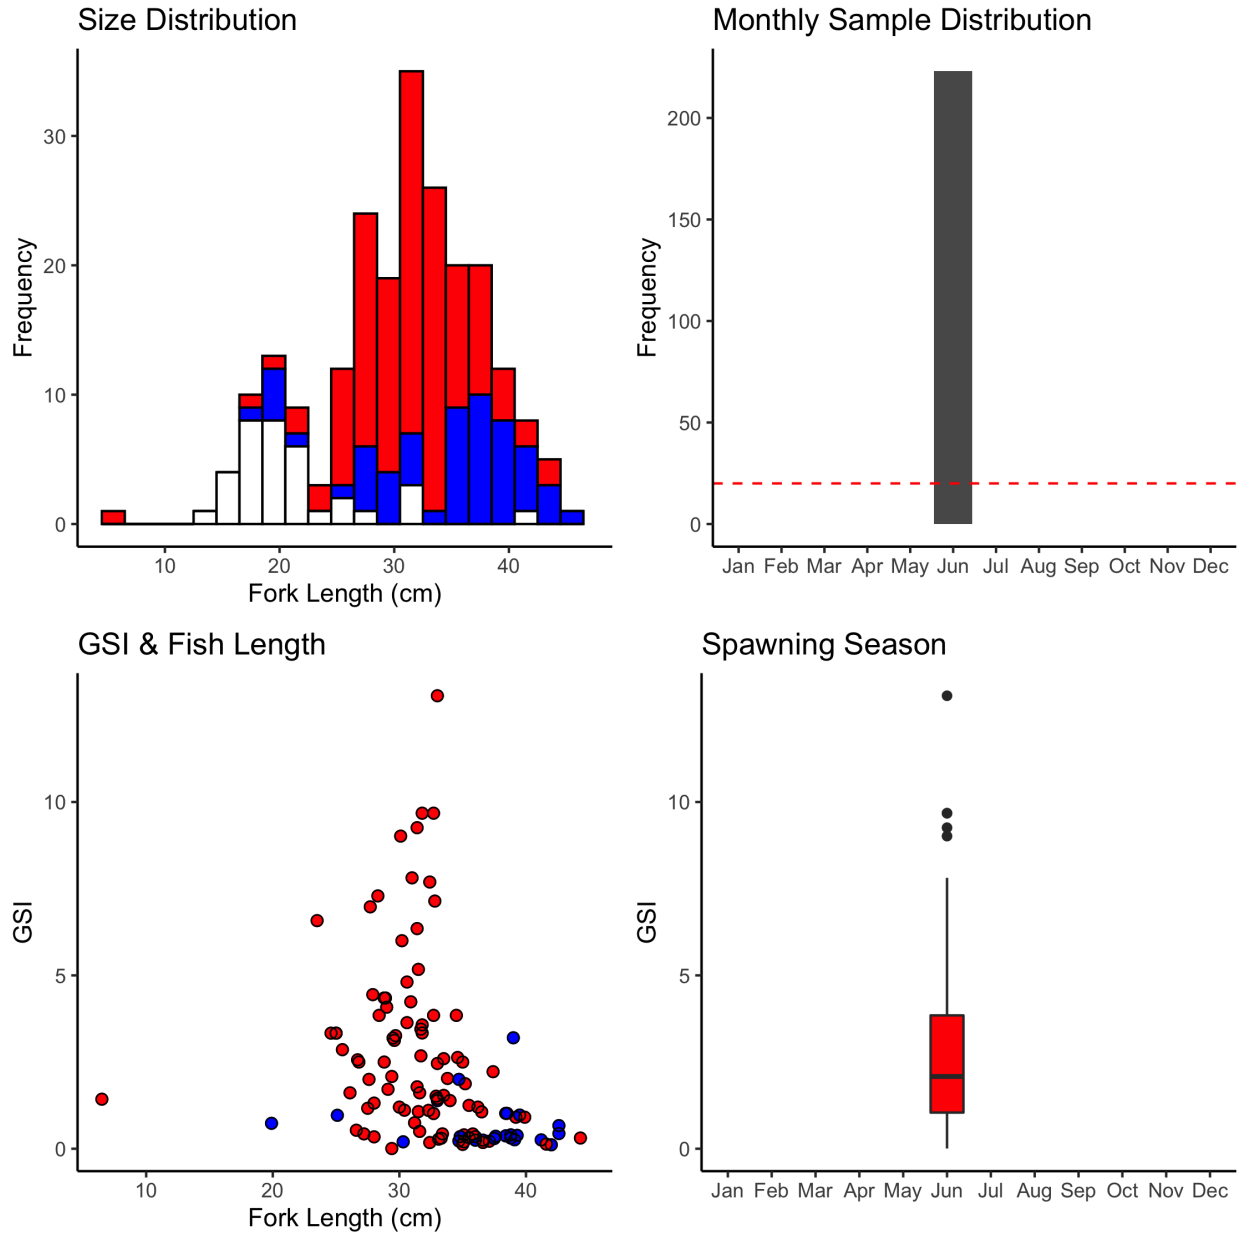 Size Distribution
Frequency
30
20
10
0
10 20 30 40
Fork Length (cm)
Monthly Sample Distribution
Frequency
200
150
100
50
0
Jan Feb Mar Apr May Jun Jul Aug Sep Oct Nov Dec
GSI & Fish Length
GSI
10
5
0
10 20 30 40
Fork Length (cm)
Spawning Season
GSI
10
5
0
Jan Feb Mar Apr May Jun Jul Aug Sep Oct Nov Dec